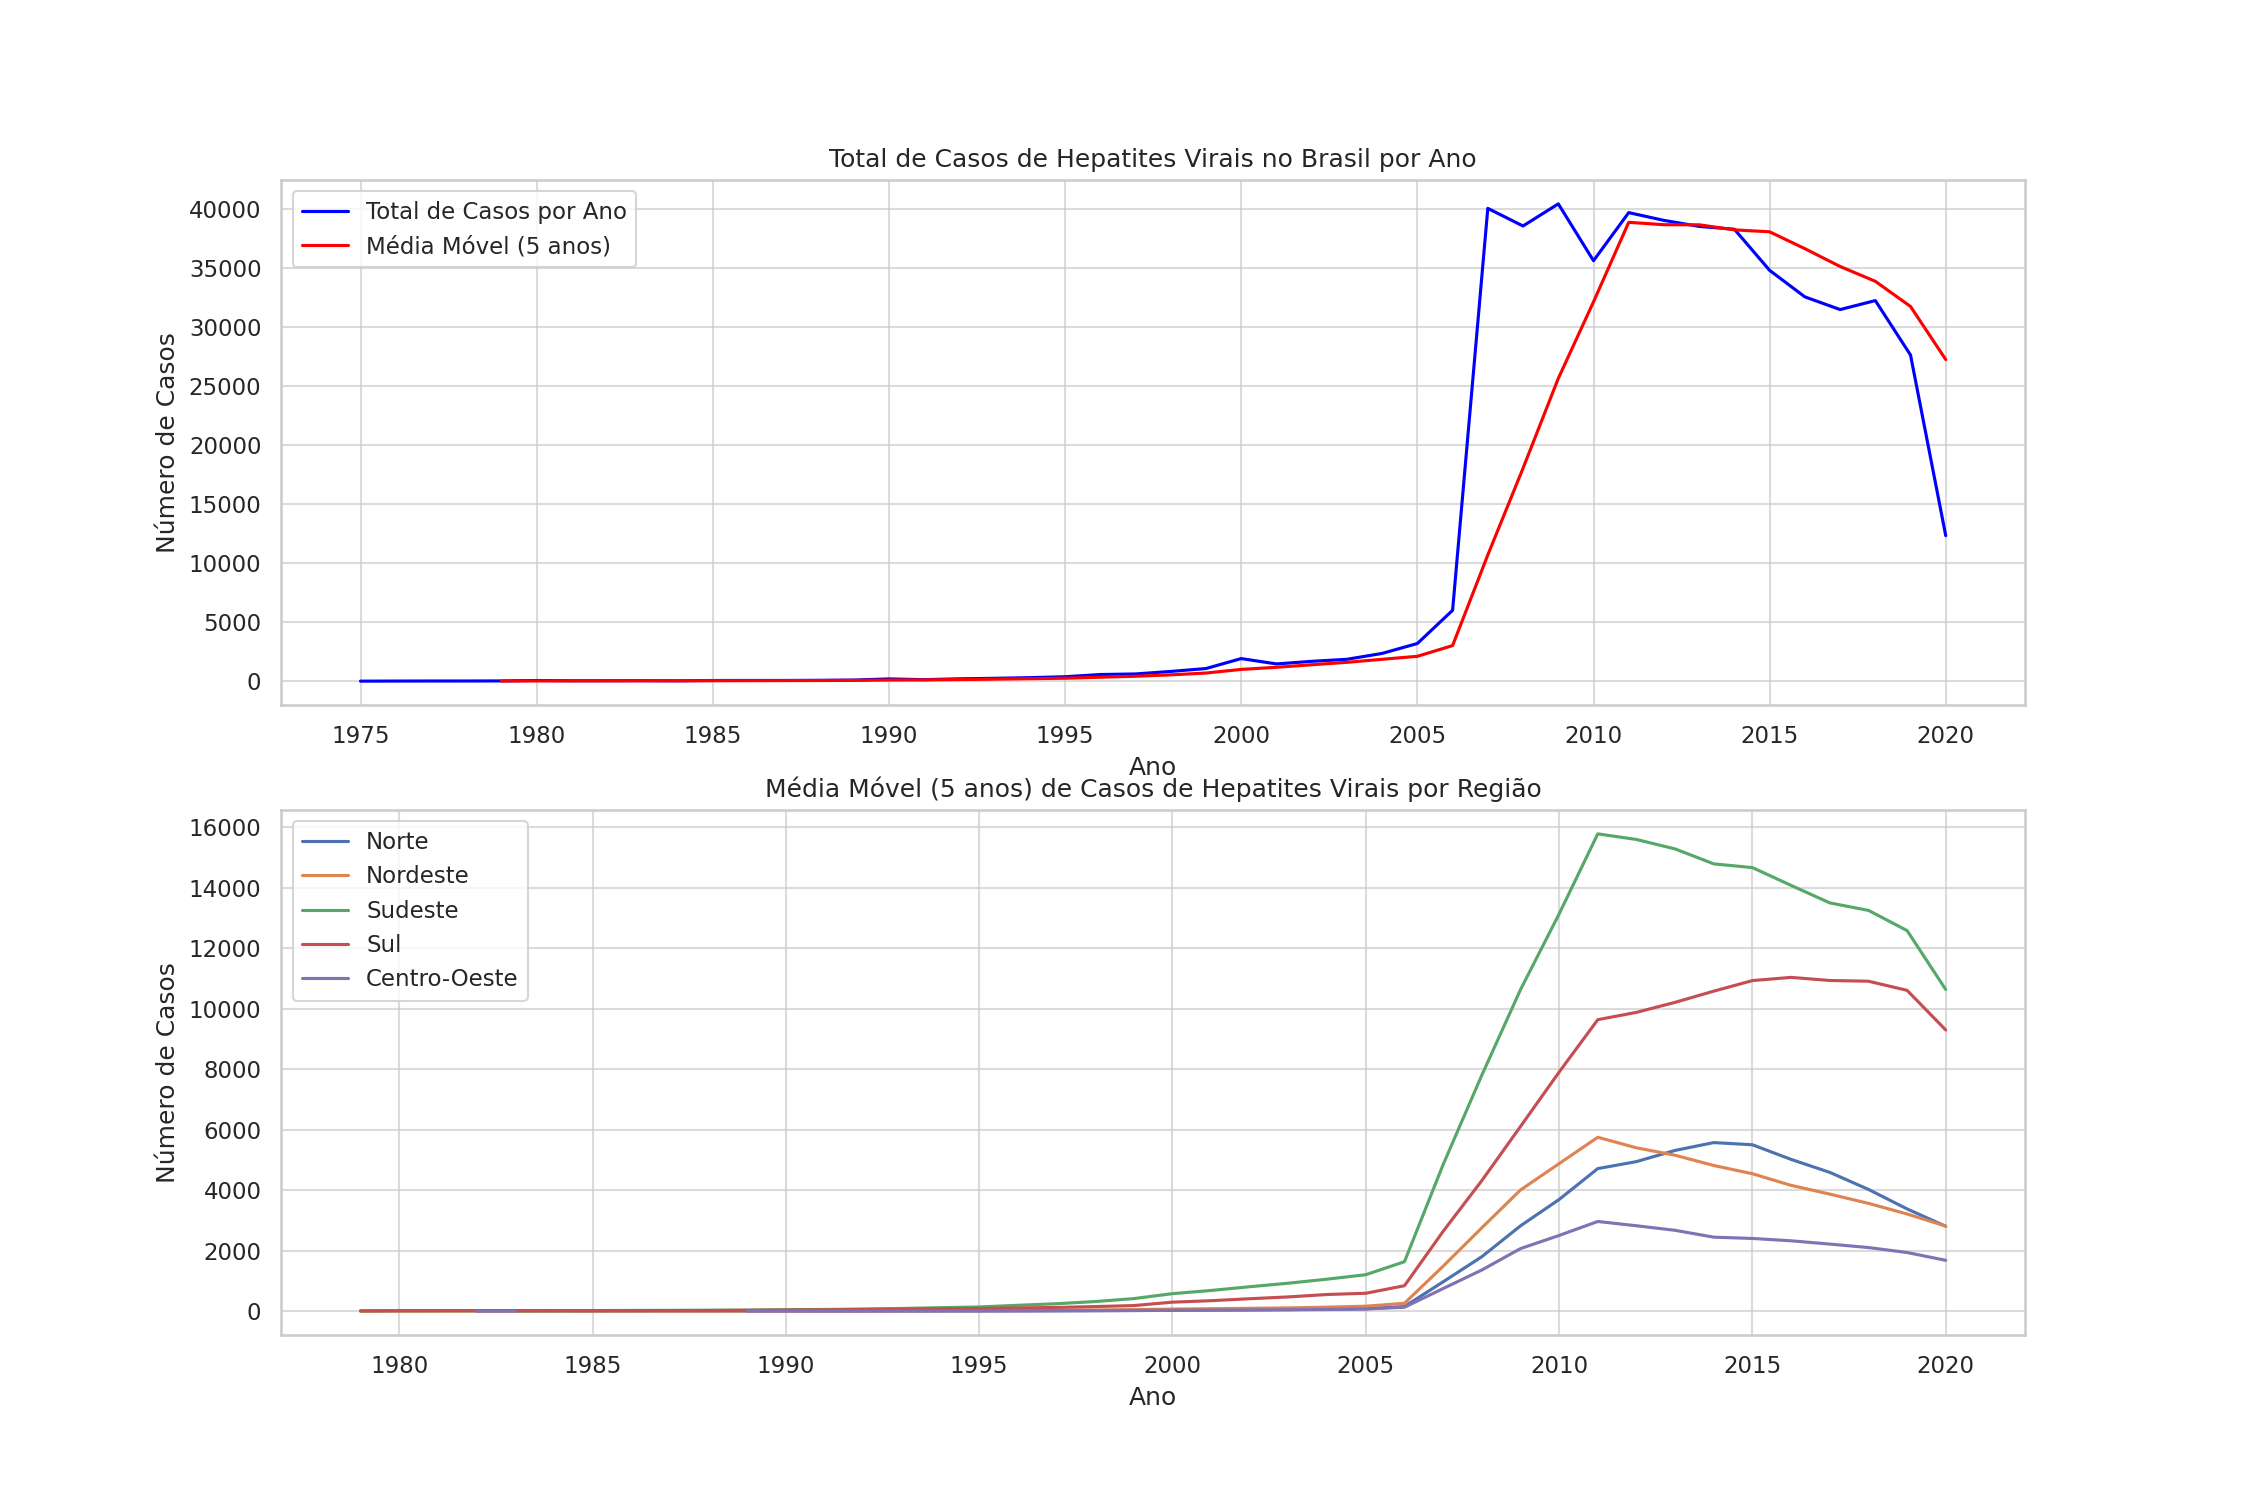 Total de Casos de Hepatites Virais no Brasil por Ano
Total de Casos por Ano
Média Móvel (5 anos)
Número de Casos
40000
35000
30000
25000
20000
15000
10000
5000
0
1975 1980 1985 1990 1995 2000 2005 2010 2015 2020
Ano
Média Móvel (5 anos) de Casos de Hepatites Virais por Região
Norte
Nordeste
Sudeste
Sul
Centro-Oeste
Número de Casos
16000
14000
12000
10000
8000
6000
4000
2000
0
1980 1985 1990 1995 2000 2005 2010 2015 2020
Ano